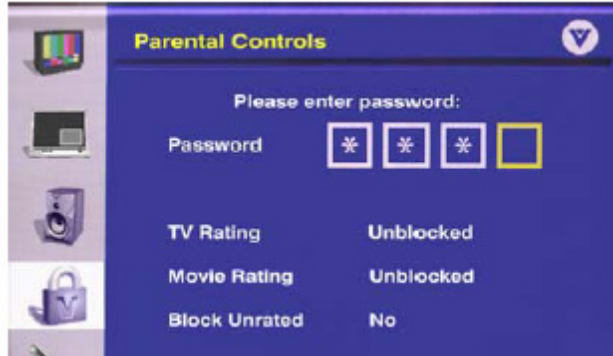 Parental Controls
Please enter password:
Password * * *
TV Rating Unblocked
Movie Rating Unblocked
Block Unrated No